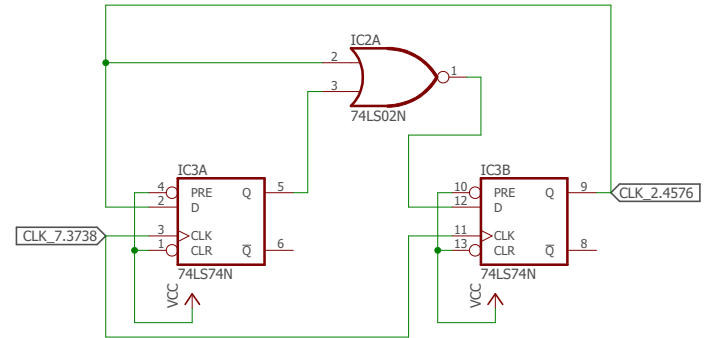 IC2A
2
3
1
74LS02N
IC3A
4
PRE
Q
5
2
D
3
CLK
1
CLR
Q
6
74LS74N
VCC
CLK_7.3738
IC3B
10
PRE
Q
9
12
D
11
CLK
13
CLR
Q
8
74LS74N
VCC
CLK_2.4576